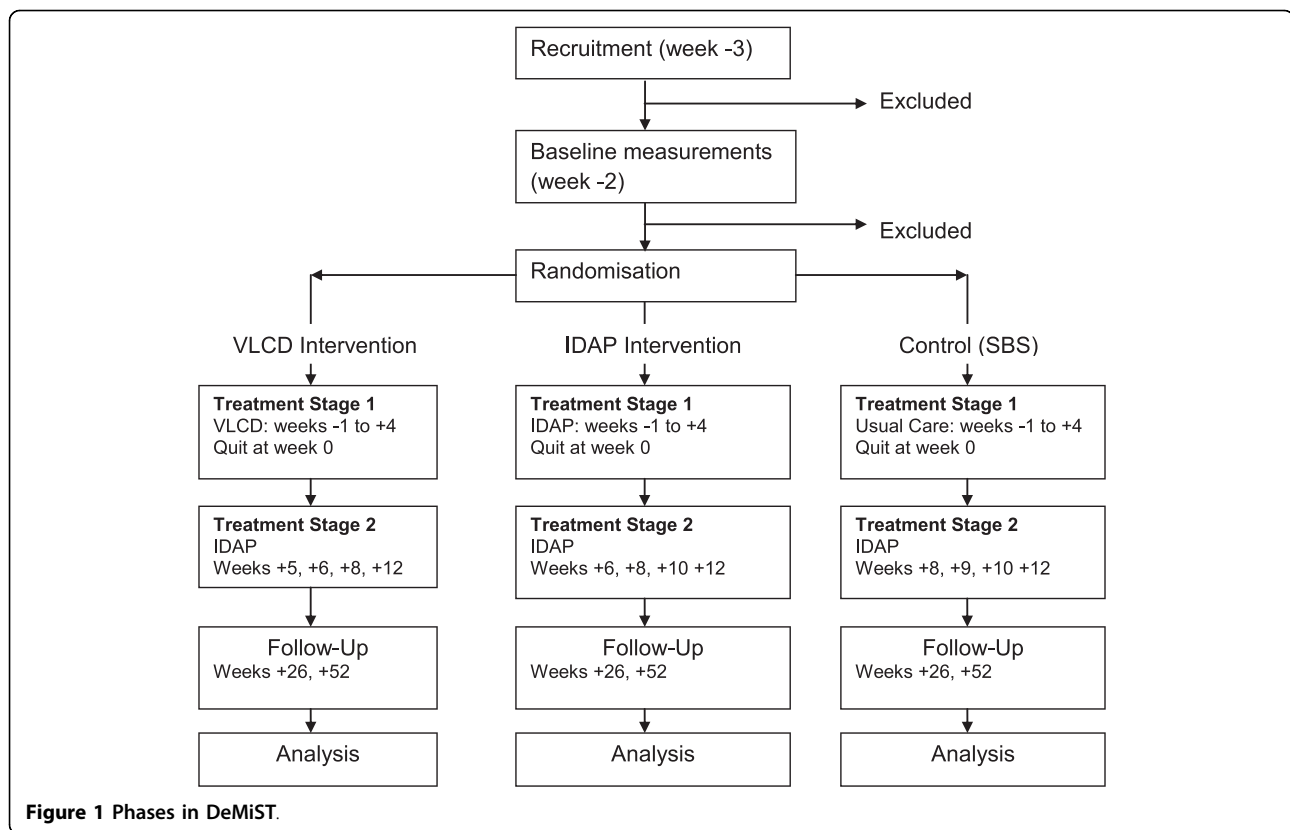 Recruitment (week -3)
Excluded
Baseline measurements
(week -2)
Excluded
Randomisation
VLCD Intervention
IDAP Intervention
Control (SBS)
Treatment Stage 1
VLCD: weeks -1 to +4
Quit at week 0
Treatment Stage 1
IDAP: weeks -1 to +4
Quit at week 0
Treatment Stage 1
Usual Care: weeks -1 to +4
Quit at week 0
Treatment Stage 2
IDAP
Weeks +5, +6, +8, +12
Treatment Stage 2
IDAP
Weeks +6, +8, +10 +12
Treatment Stage 2
IDAP
Weeks +8, +9, +10 +12
Follow-Up
Weeks +26, +52
Follow-Up
Weeks +26, +52
Follow-Up
Weeks +26, +52
Analysis
Analysis
Analysis
Figure 1 Phases in DeMiST.